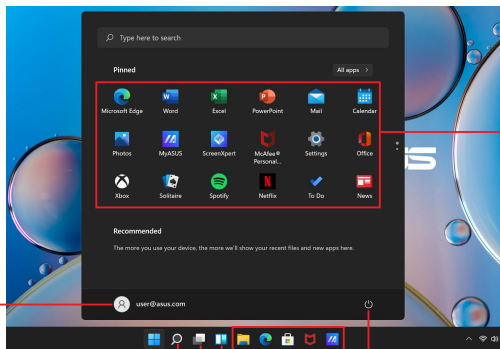 Type here to search
Pinned
All apps >
Microsoft Edge Word Excel PowerPoint Mail Calendar
Photos MyASUS ScreenXpert McAfee® Personal... Settings Office
Xbox Solitaire Spotify Netflix To Do News
Recommended
The more you use your device, the more we'll show your recent files and new apps here.
user@asus.com